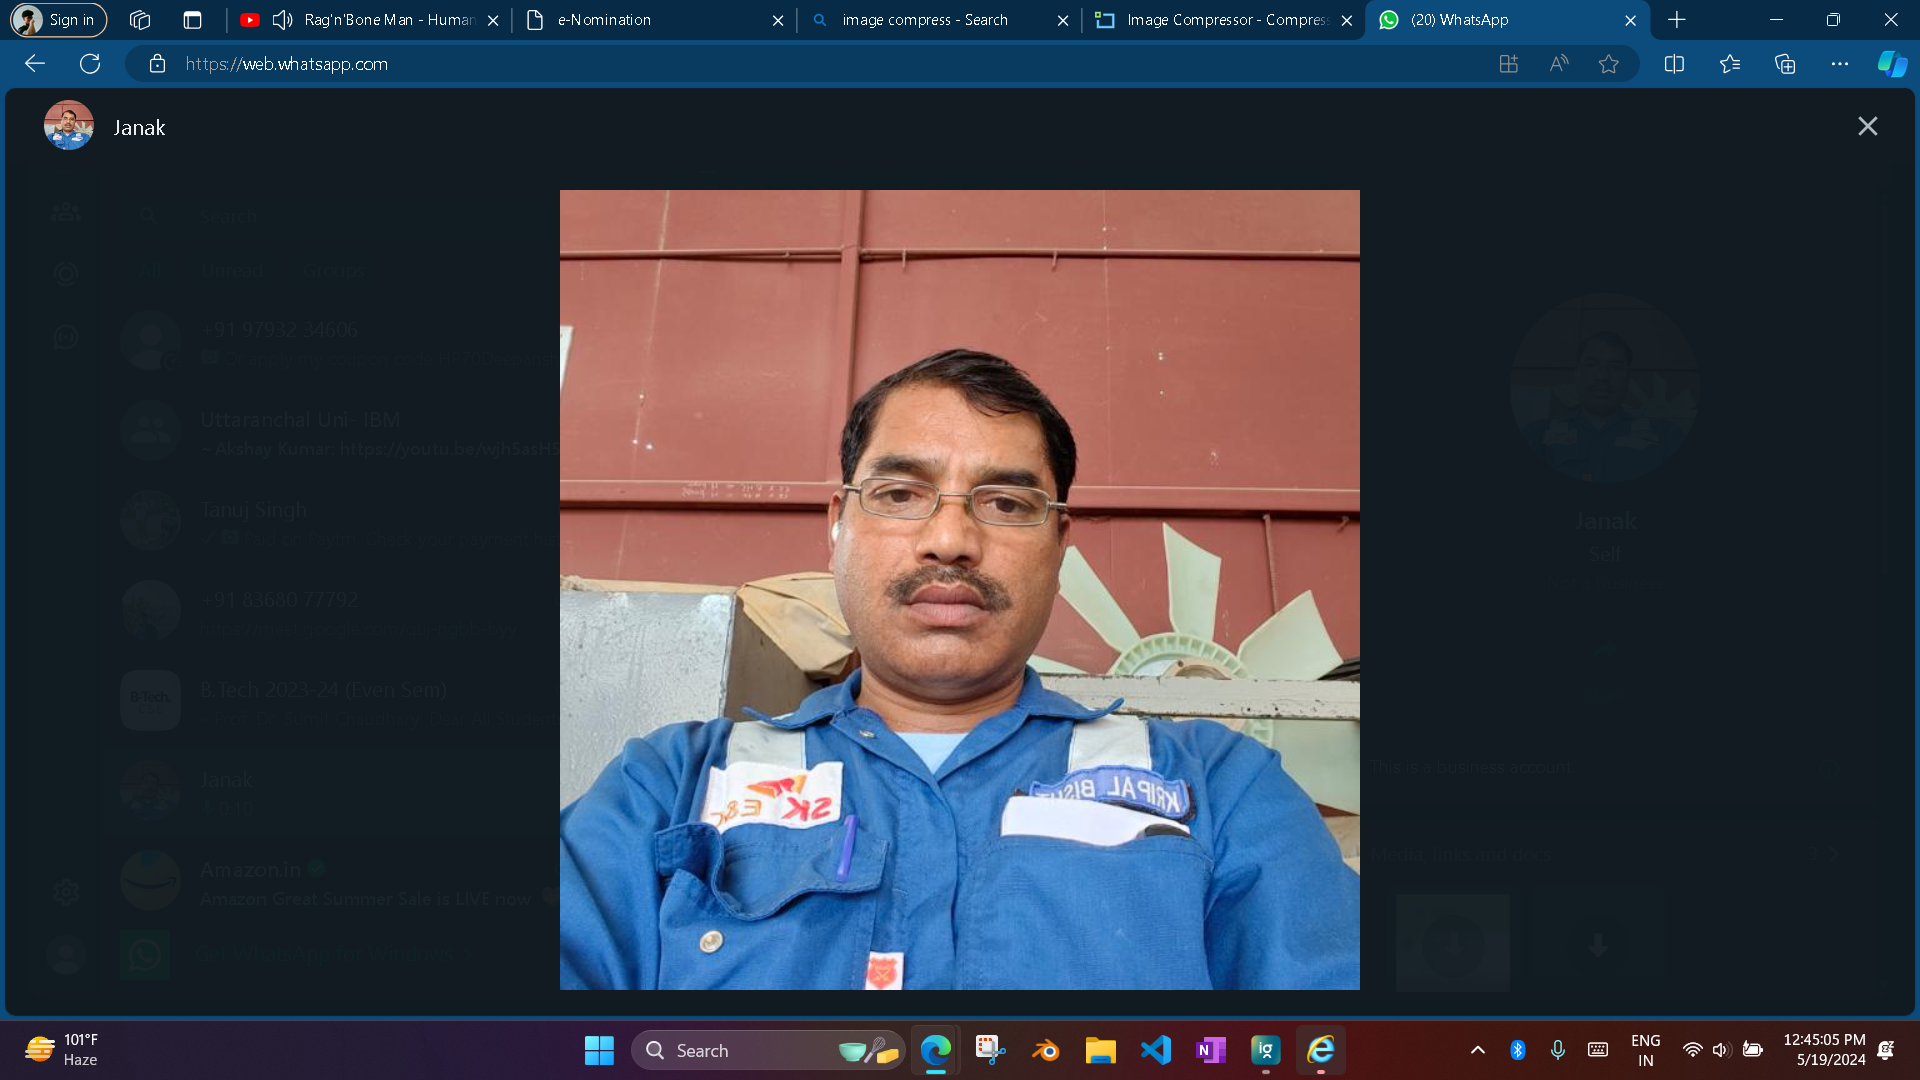 Sign in
Rag'n'Bone Man - Human
e-Nomination
image compress - Search
Image Compressor - Compress
(20) WhatsApp
https://web.whatsapp.com
Janak
Search
All Unread Groups
+91 97932 34606
Uttaranchal Uni- IBM
~ Akshay Kumar: https://youtu.be/wjh5asH5
Tanuj Singh
+91 83680 77792
B.Tech
B.Tech 2023-24 (Even Sem)
Janak
0:10
Amazon.in
Amazon Great Summer Sale is LIVE now
Get WhatsApp for Windows
SK E&C
KRIPAL BISHT
Janak
Self
This is a business account.
Media, links and docs
101°F
Haze
Search
ENG
IN
12:45:05 PM
5/19/2024